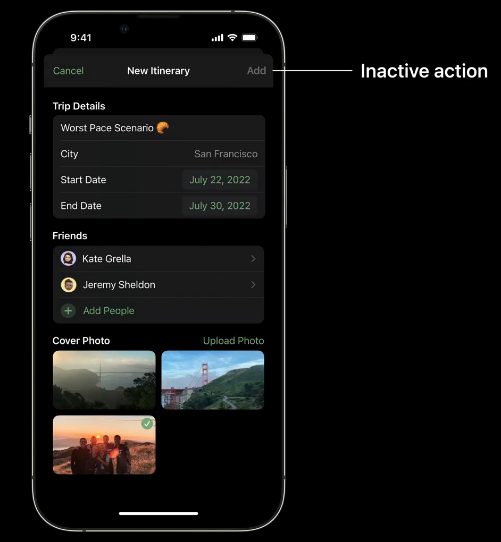 9:41
Cancel New Itinerary Add
Inactive action
Trip Details
Worst Pace Scenario
City San Francisco
Start Date July 22, 2022
End Date July 30, 2022
Friends
Kate Grella
Jeremy Sheldon
Add People
Cover Photo Upload Photo